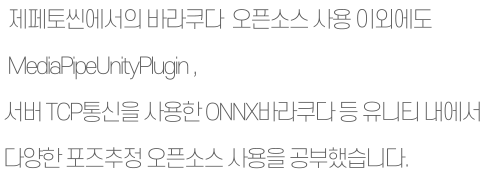 제페토씬에서의 바라쿠다 오픈소스 사용 이외에도
MediaPipeUnityPlugin ,
서버 TCP통신을 사용한 ONNX바라쿠다 등 유니티 내에서
다양한 포즈추정 오픈소스 사용을 공부했습니다.